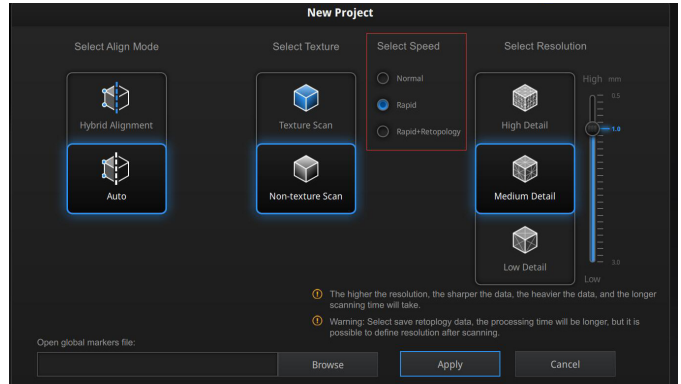 New Project
Select Align Mode
Select Texture
Select Speed
Select Resolution
Hybrid Alignment
Auto
Texture Scan
Non-texture Scan
Normal
Rapid
Rapid+Retopology
High Detail
Medium Detail
Low Detail
High mm
0.5
1.0
3.0
Low
The higher the resolution, the sharper the data, the heavier the data, and the longer
scanning time will take.
Warning: Select save retoplogy data, the processing time will be longer, but it is
possible to define resolution after scanning.
Open global markers file:
Browse
Apply
Cancel